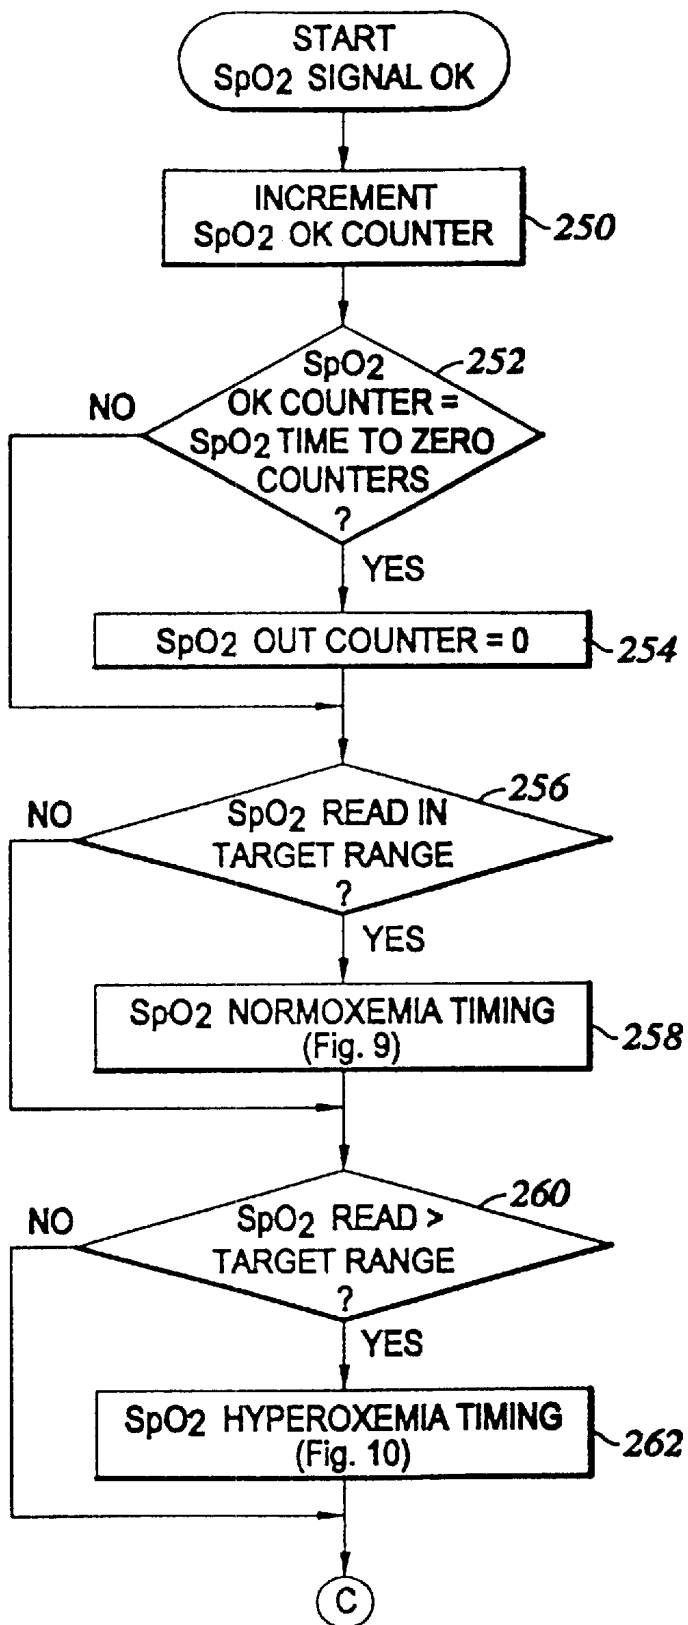 START
SpO2 SIGNAL OK
INCREMENT
SpO2 OK COUNTER
250
252
SpO2
OK COUNTER =
SpO2 TIME TO ZERO
COUNTERS
?
NO
YES
SpO2 OUT COUNTER = 0
254
256
NO
SpO2 READ IN
TARGET RANGE
?
YES
SpO2 NORMOXEMIA TIMING
(Fig. 9)
258
260
NO
SpO2 READ >
TARGET RANGE
?
YES
SpO2 HYPEROXEMIA TIMING
(Fig. 10)
262
C